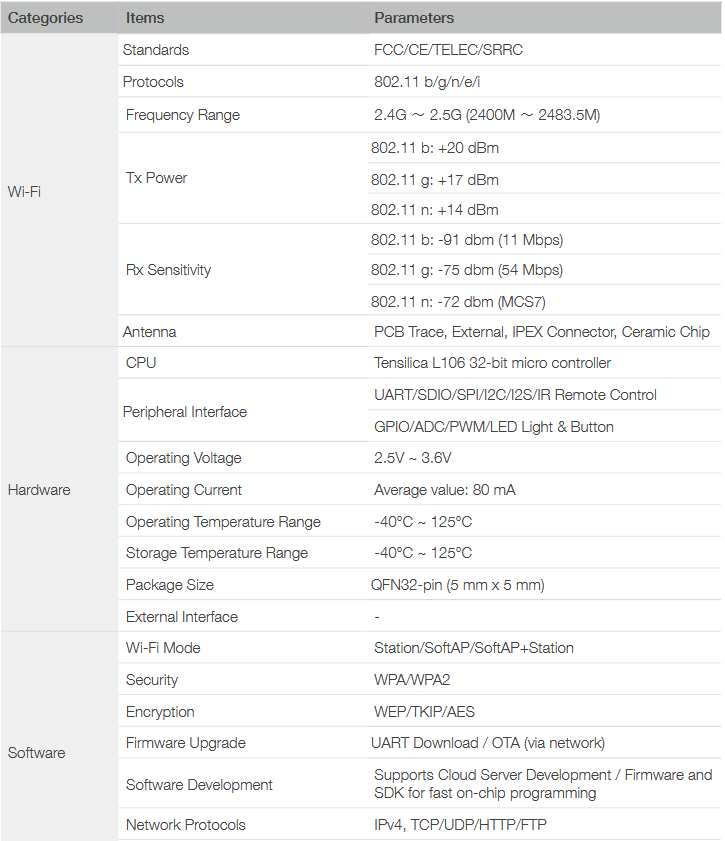 Categories Items Parameters
Standards FCC/CE/TELEC/SRRC
Protocols 802.11 b/g/n/e/i
Frequency Range 2.4G ~ 2.5G (2400M ~ 2483.5M)
802.11 b: +20 dBm
Wi-Fi Tx Power 802.11 g: +17 dBm
802.11 n: +14 dBm
802.11 b: -91 dbm (11 Mbps)
Rx Sensitivity 802.11 g: -75 dbm (54 Mbps)
802.11 n: -72 dbm (MCS7)
Antenna PCB Trace, External, IPEX Connector, Ceramic Chip
CPU Tensilica L106 32-bit micro controller
Peripheral Interface UART/SDIO/SPI/I2C/I2S/IR Remote Control
GPIO/ADC/PWM/LED Light & Button
Operating Voltage 2.5V ~ 3.6V
Hardware Operating Current Average value: 80 mA
Operating Temperature Range -40°C ~ 125°C
Storage Temperature Range -40°C ~ 125°C
Package Size QFN32-pin (5 mm x 5 mm)
External Interface -
Wi-Fi Mode Station/SoftAP/SoftAP+Station
Security WPA/WPA2
Encryption WEP/TKIP/AES
Software Firmware Upgrade UART Download / OTA (via network)
Software Development Supports Cloud Server Development / Firmware and
SDK for fast on-chip programming
Network Protocols IPv4, TCP/UDP/HTTP/FTP